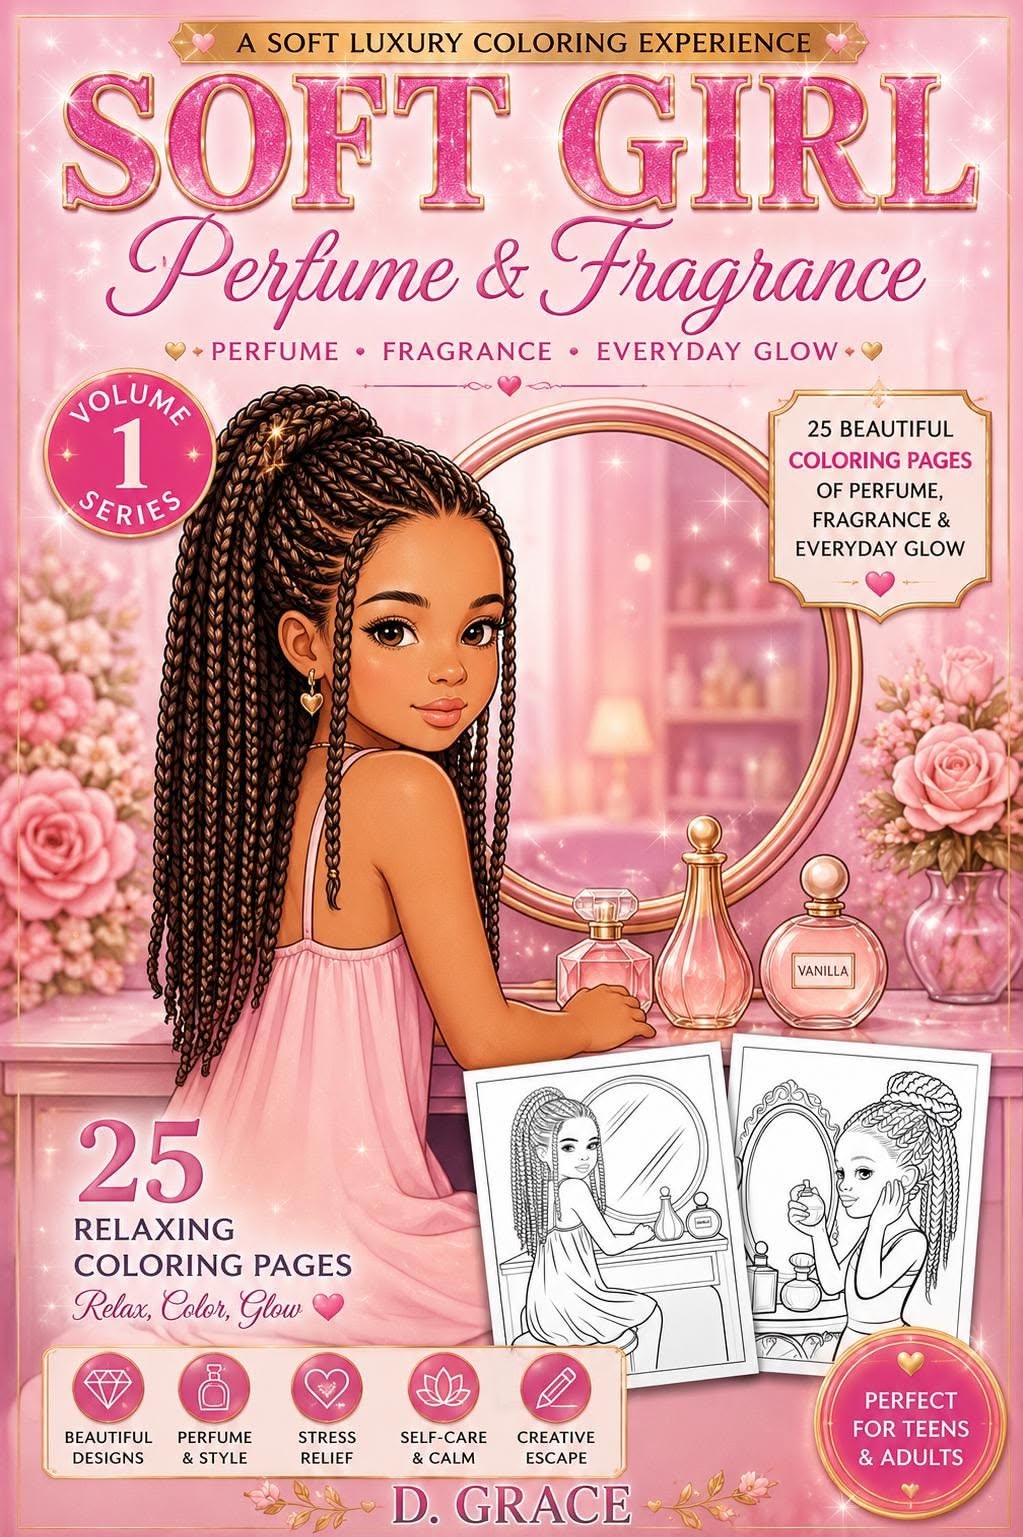 A SOFT LUXURY COLORING EXPERIENCE
SOFT GIRL
Perfume & Fragrance
PERFUME • FRAGRANCE • EVERYDAY GLOW
VOLUME
1
SERIES
25 BEAUTIFUL
COLORING PAGES
OF PERFUME,
FRAGRANCE &
EVERYDAY GLOW
VANILLA
25
RELAXING
COLORING PAGES
Relax, Color, Glow
BEAUTIFUL
DESIGNS
PERFUME
& STYLE
STRESS
RELIEF
SELF-CARE
& CALM
CREATIVE
ESCAPE
PERFECT
FOR TEENS
& ADULTS
D. GRACE